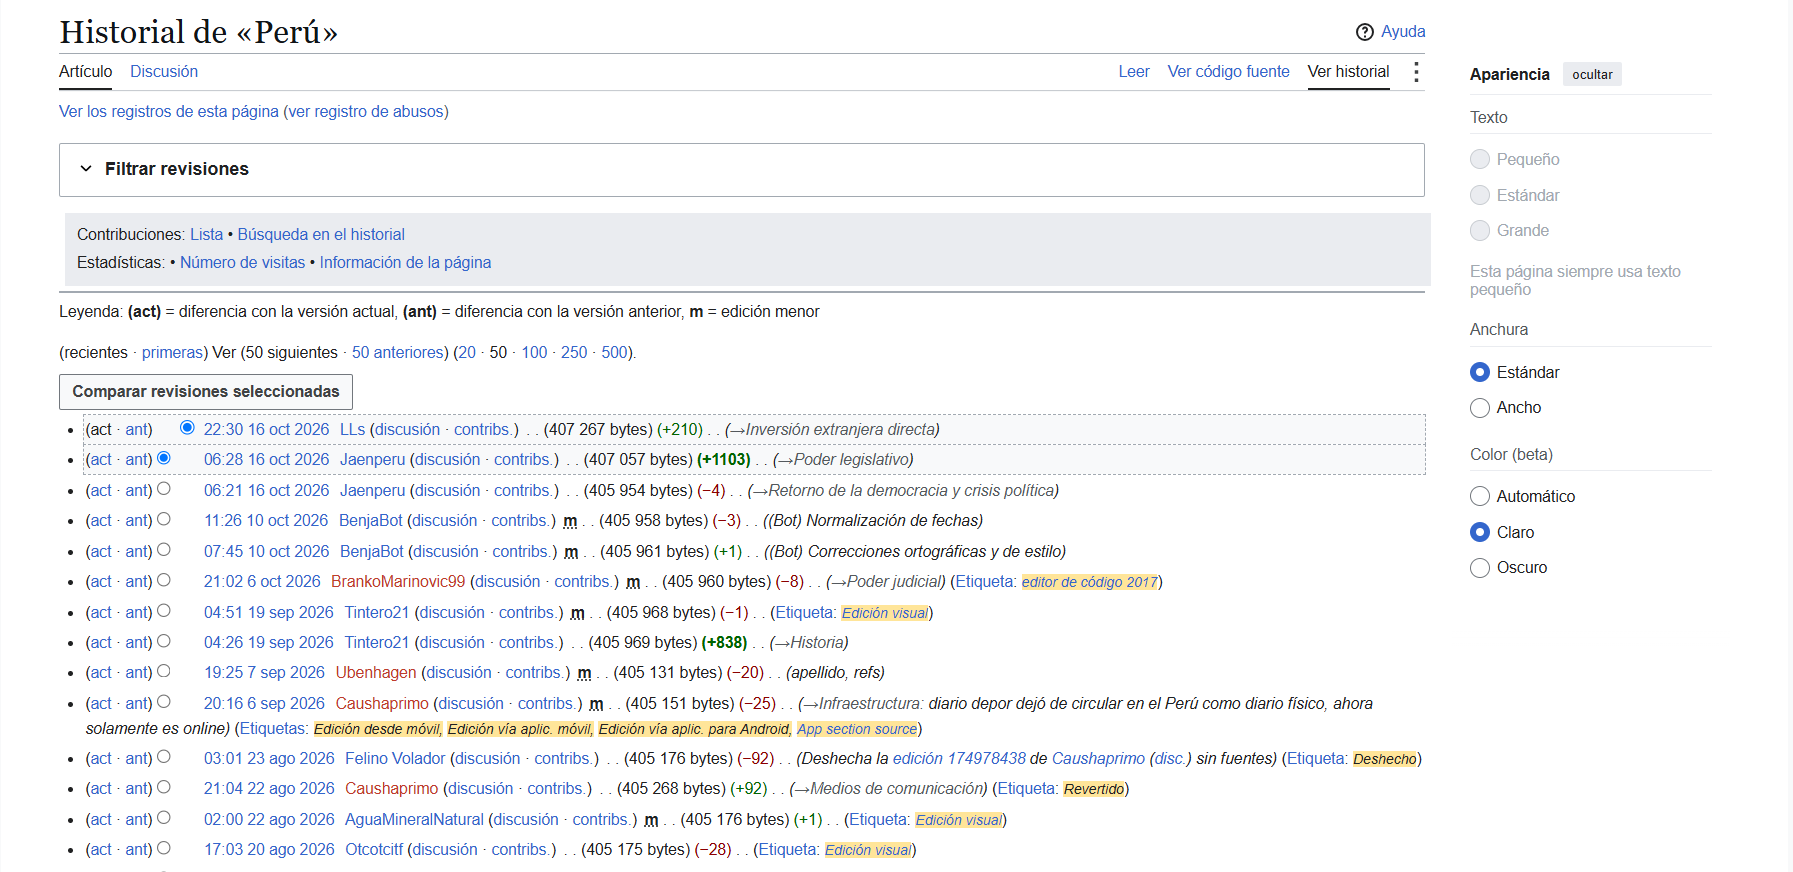 Historial de «Perú»
Ayuda
Artículo Discusión
Leer Ver código fuente Ver historial
Ver los registros de esta página (ver registro de abusos)
Filtrar revisiones
Contribuciones: Lista • Búsqueda en el historial
Estadísticas: • Número de visitas • Información de la página
Leyenda: (act) = diferencia con la versión actual, (ant) = diferencia con la versión anterior, m = edición menor
(recientes · primeras) Ver (50 siguientes · 50 anteriores) (20 · 50 · 100 · 250 · 500).
Comparar revisiones seleccionadas
(act · ant) 22:30 16 oct 2026 LLs (discusión · contribs.) . . (407 267 bytes) (+210) . . (→Inversión extranjera directa)
(act · ant) 06:28 16 oct 2026 Jaenperu (discusión · contribs.) . . (407 057 bytes) (+1103) . . (→Poder legislativo)
(act · ant) 06:21 16 oct 2026 Jaenperu (discusión · contribs.) . . (405 954 bytes) (−4) . . (→Retorno de la democracia y crisis política)
(act · ant) 11:26 10 oct 2026 BenjaBot (discusión · contribs.) m . . (405 958 bytes) (−3) . . ((Bot) Normalización de fechas)
(act · ant) 07:45 10 oct 2026 BenjaBot (discusión · contribs.) m . . (405 961 bytes) (+1) . . ((Bot) Correcciones ortográficas y de estilo)
(act · ant) 21:02 6 oct 2026 BrankoMarinovic99 (discusión · contribs.) m . . (405 960 bytes) (−8) . . (→Poder judicial) (Etiqueta: editor de código 2017)
(act · ant) 04:51 19 sep 2026 Tintero21 (discusión · contribs.) m . . (405 968 bytes) (−1) . . (Etiqueta: Edición visual)
(act · ant) 04:26 19 sep 2026 Tintero21 (discusión · contribs.) . . (405 969 bytes) (+838) . . (→Historia)
(act · ant) 19:25 7 sep 2026 Ubenhagen (discusión · contribs.) m . . (405 131 bytes) (−20) . . (apellido, refs)
(act · ant) 20:16 6 sep 2026 Caushaprimo (discusión · contribs.) m . . (405 151 bytes) (−25) . . (→Infraestructura: diario depor dejó de circular en el Perú como diario físico, ahora
solamente es online) (Etiquetas: Edición desde móvil, Edición vía aplic. móvil, Edición vía aplic. para Android, App section source)
(act · ant) 03:01 23 ago 2026 Felino Volador (discusión · contribs.) . . (405 176 bytes) (−92) . . (Deshecha la edición 174978438 de Caushaprimo (disc.) sin fuentes) (Etiqueta: Deshecho)
(act · ant) 21:04 22 ago 2026 Caushaprimo (discusión · contribs.) . . (405 268 bytes) (+92) . . (→Medios de comunicación) (Etiqueta: Revertido)
(act · ant) 02:00 22 ago 2026 AguaMineralNatural (discusión · contribs.) m . . (405 176 bytes) (+1) . . (Etiqueta: Edición visual)
(act · ant) 17:03 20 ago 2026 Otcotcitf (discusión · contribs.) . . (405 175 bytes) (−28) . . (Etiqueta: Edición visual)
Apariencia ocultar
Texto
Pequeño
Estándar
Grande
Esta página siempre usa texto
pequeño
Anchura
Estándar
Ancho
Color (beta)
Automático
Claro
Oscuro